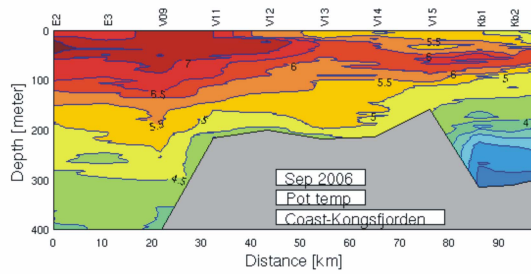 E2 E3 V09 V11 V12 V13 V14 V15 Kb1 Kb2
0
100
200
300
400
Depth [meter]
7
6
5.5
6
5.5
6
5.5
5.5
5
5
5
4.5
4
Sep 2006
Pot temp
Coast-Kongsfjorden
0 10 20 30 40 50 60 70 80 90
Distance [km]